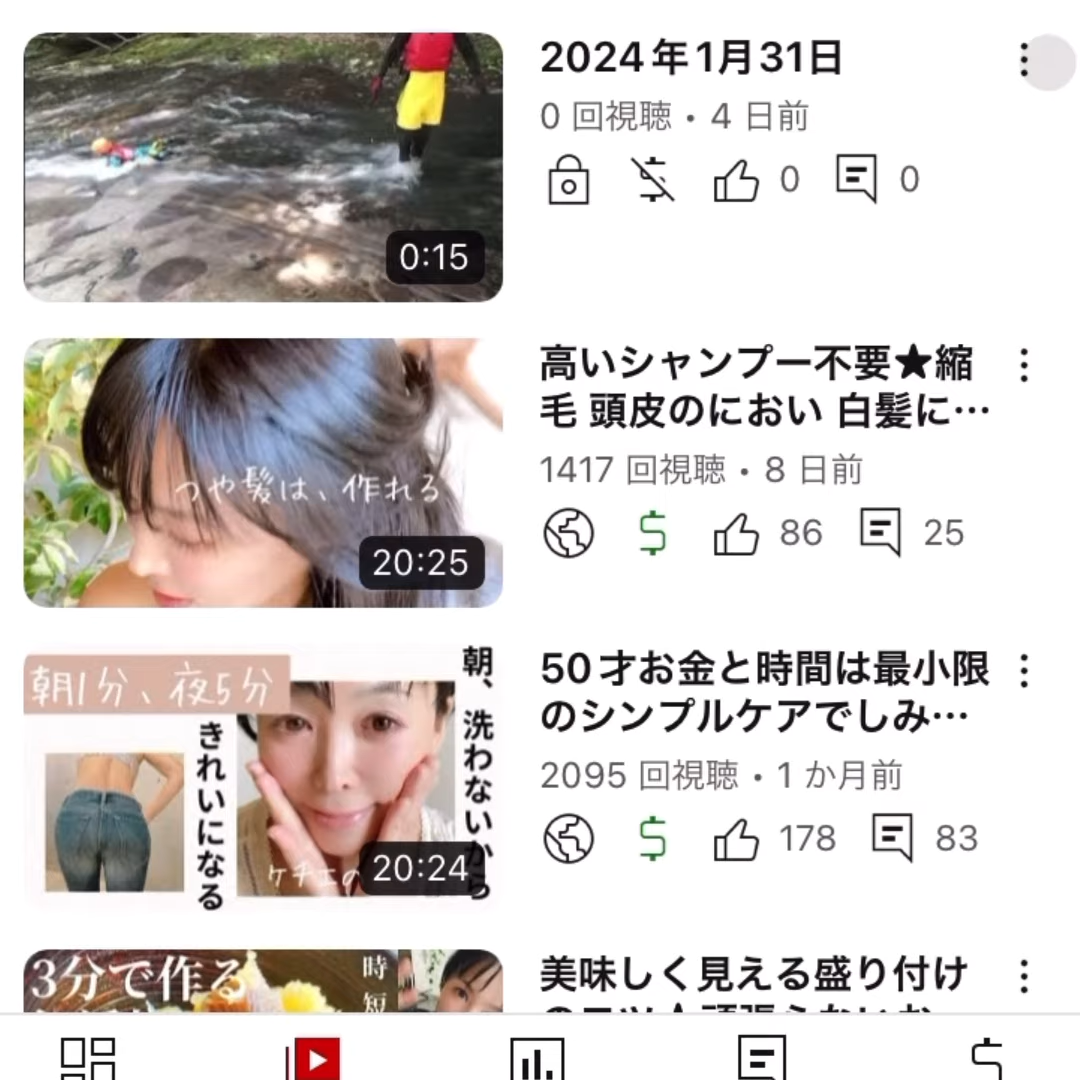 2024年1月31日
0 回視聴・4 日前
0 0
0:15
高いシャンプー不要★縮
毛 頭皮のにおい 白髪に…
1417 回視聴・8 日前
86 25
つや髪は、作れる
20:25
50才お金と時間は最小限
のシンプルケアでしみ…
2095 回視聴・1 か月前
178 83
朝1分、夜5分
朝、洗わないから
きれいになる
ケチエの
20:24
美味しく見える盛り付け
3分で作る
時短